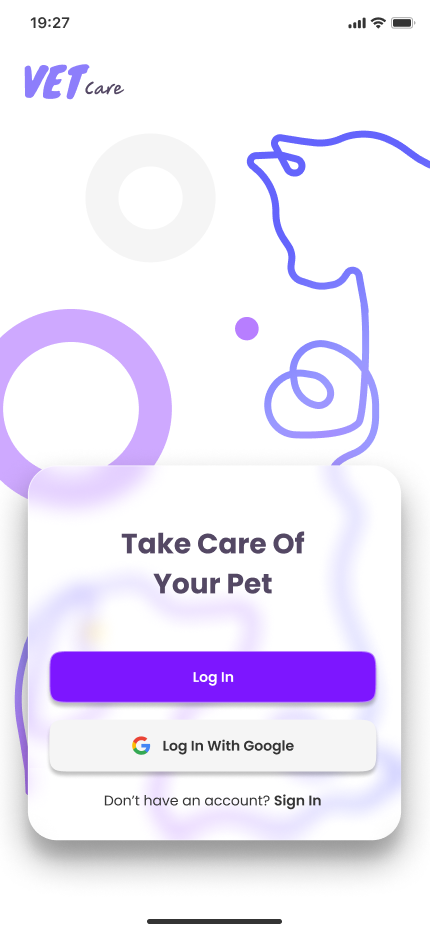 19:27
VET Care
Take Care Of
Your Pet
Log In
Log In With Google
Don’t have an account? Sign In